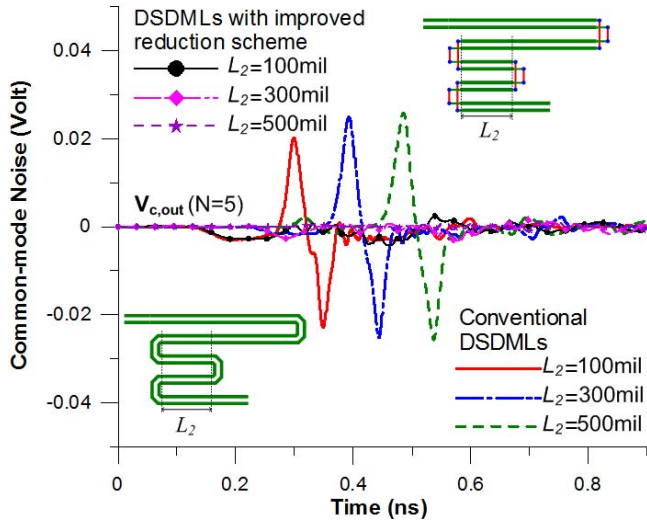 DSDMLs with improved
reduction scheme
L2=100mil
L2=300mil
L2=500mil
L2
Vc,out (N=5)
L2
Conventional
DSDMLs
L2=100mil
L2=300mil
L2=500mil
Common-mode Noise (Volt)
0.04
0.02
0
-0.02
-0.04
0 0.2 0.4 0.6 0.8
Time (ns)